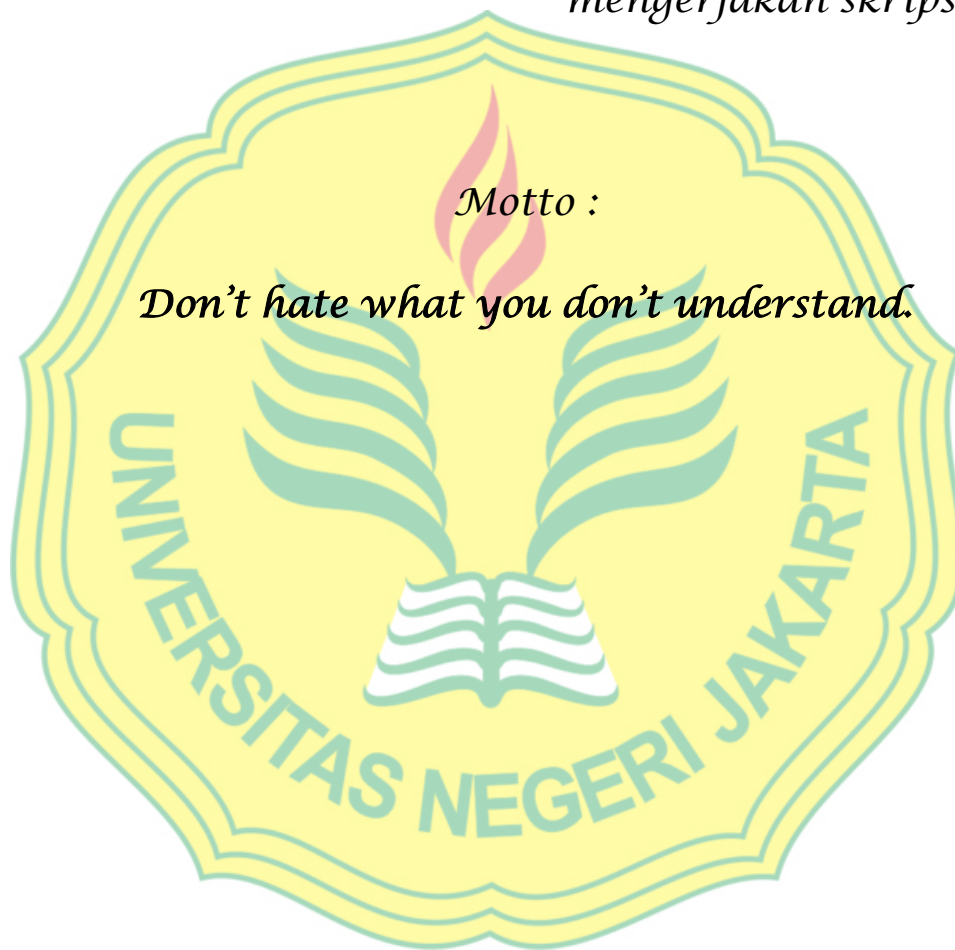 mengerjakan skrips
Motto :
Don’t hate what you don’t understand.
UNIVERSITAS NEGERI JAKARTA